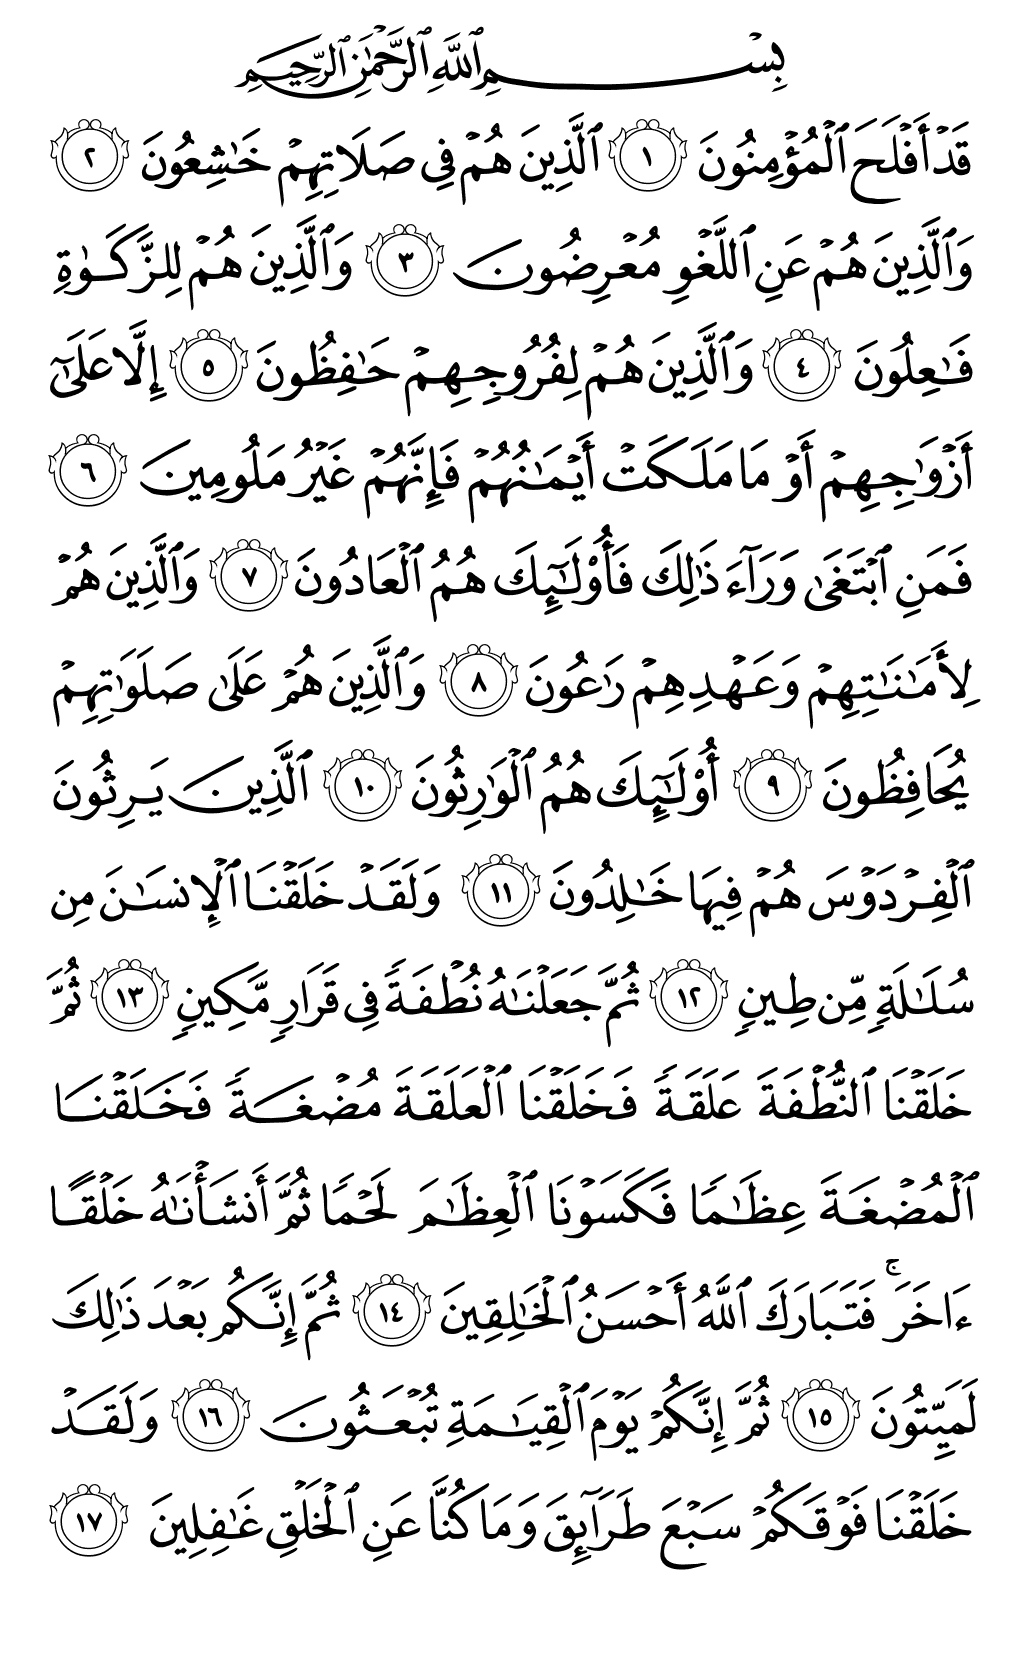 بِسْمِ ٱللَّهِ ٱلرَّحْمَٰنِ ٱلرَّحِيمِ
قَدْ أَفْلَحَ ٱلْمُؤْمِنُونَ ١ ٱلَّذِينَ هُمْ فِى صَلَاتِهِمْ خَٰشِعُونَ ٢
وَٱلَّذِينَ هُمْ عَنِ ٱللَّغْوِ مُعْرِضُونَ ٣ وَٱلَّذِينَ هُمْ لِلزَّكَوٰةِ
فَٰعِلُونَ ٤ وَٱلَّذِينَ هُمْ لِفُرُوجِهِمْ حَٰفِظُونَ ٥ إِلَّا عَلَىٰٓ
أَزْوَٰجِهِمْ أَوْ مَا مَلَكَتْ أَيْمَٰنُهُمْ فَإِنَّهُمْ غَيْرُ مَلُومِينَ ٦
فَمَنِ ٱبْتَغَىٰ وَرَآءَ ذَٰلِكَ فَأُو۟لَٰٓئِكَ هُمُ ٱلْعَادُونَ ٧ وَٱلَّذِينَ هُمْ
لِأَمَٰنَٰتِهِمْ وَعَهْدِهِمْ رَٰعُونَ ٨ وَٱلَّذِينَ هُمْ عَلَىٰ صَلَوَٰتِهِمْ
يُحَافِظُونَ ٩ أُو۟لَٰٓئِكَ هُمُ ٱلْوَٰرِثُونَ ١٠ ٱلَّذِينَ يَرِثُونَ
ٱلْفِرْدَوْسَ هُمْ فِيهَا خَٰلِدُونَ ١١ وَلَقَدْ خَلَقْنَا ٱلْإِنسَٰنَ مِن
سُلَٰلَةٍ مِّن طِينٍ ١٢ ثُمَّ جَعَلْنَٰهُ نُطْفَةً فِى قَرَارٍ مَّكِينٍ ١٣ ثُمَّ
خَلَقْنَا ٱلنُّطْفَةَ عَلَقَةً فَخَلَقْنَا ٱلْعَلَقَةَ مُضْغَةً فَخَلَقْنَا
ٱلْمُضْغَةَ عِظَٰمًا فَكَسَوْنَا ٱلْعِظَٰمَ لَحْمًا ثُمَّ أَنشَأْنَٰهُ خَلْقًا
ءَاخَرَ ۚ فَتَبَارَكَ ٱللَّهُ أَحْسَنُ ٱلْخَٰلِقِينَ ١٤ ثُمَّ إِنَّكُم بَعْدَ ذَٰلِكَ
لَمَيِّتُونَ ١٥ ثُمَّ إِنَّكُمْ يَوْمَ ٱلْقِيَٰمَةِ تُبْعَثُونَ ١٦ وَلَقَدْ
خَلَقْنَا فَوْقَكُمْ سَبْعَ طَرَآئِقَ وَمَا كُنَّا عَنِ ٱلْخَلْقِ غَٰفِلِينَ ١٧